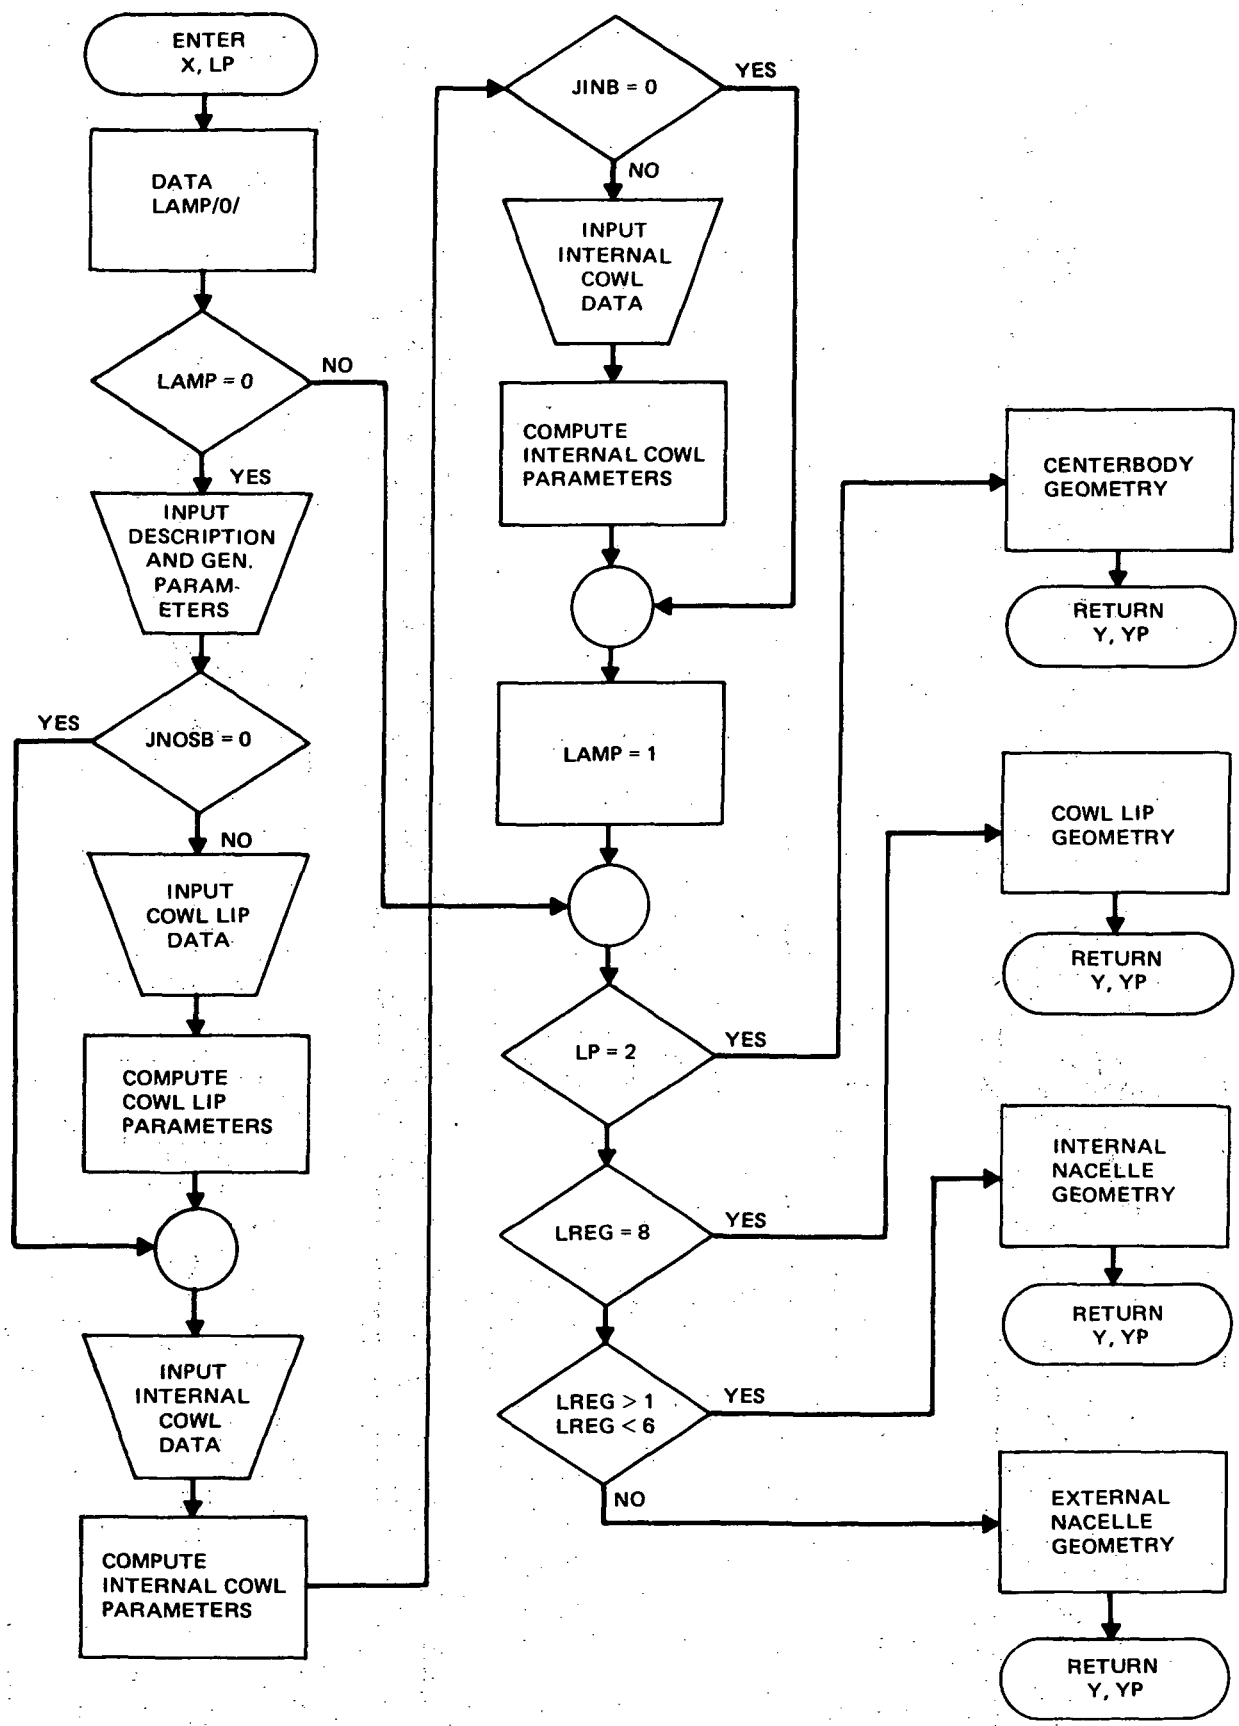 ENTER
X, LP
DATA
LAMP/0/
LAMP = 0
NO
YES
INPUT
DESCRIPTION
AND GEN.
PARAM-
ETERS
YES
JNOSB = 0
NO
INPUT
COWL LIP
DATA
COMPUTE
COWL LIP
PARAMETERS
INPUT
INTERNAL
COWL
DATA
COMPUTE
INTERNAL COWL
PARAMETERS
JINB = 0
YES
NO
INPUT
INTERNAL
COWL
DATA
COMPUTE
INTERNAL COWL
PARAMETERS
LAMP = 1
LP = 2
YES
LREG = 8
YES
LREG > 1
LREG < 6
YES
NO
CENTERBODY
GEOMETRY
RETURN
Y, YP
COWL LIP
GEOMETRY
RETURN
Y, YP
INTERNAL
NACELLE
GEOMETRY
RETURN
Y, YP
EXTERNAL
NACELLE
GEOMETRY
RETURN
Y, YP